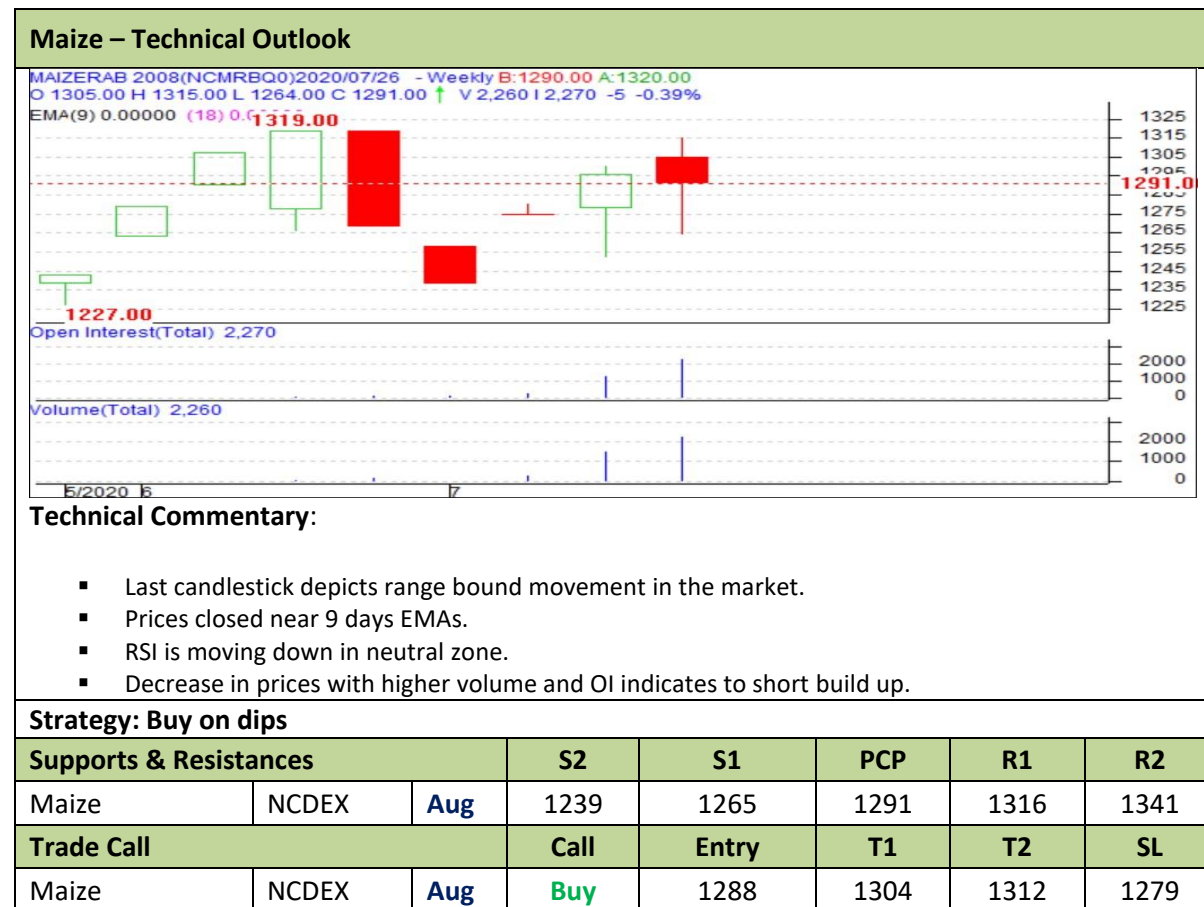 Maize – Technical Outlook
MAIZERAB 2008(NCMRBQ0)2020/07/26 - Weekly B:1290.00 A:1320.00
O 1305.00 H 1315.00 L 1264.00 C 1291.00 ↑ V 2,260 I 2,270 -5 -0.39%
EMA(9) 0.00000 (18)
1319.00
1325
1315
1305
1295
1291.0
1275
1265
1255
1245
1235
1225
1227.00
Open Interest(Total) 2,270
2000
1000
0
Volume(Total) 2,260
2000
1000
0
5/2020 6 7
Technical Commentary:
▪ Last candlestick depicts range bound movement in the market.
▪ Prices closed near 9 days EMAs.
▪ RSI is moving down in neutral zone.
▪ Decrease in prices with higher volume and OI indicates to short build up.
Strategy: Buy on dips
Supports & Resistances S2 S1 PCP R1 R2
Maize NCDEX Aug 1239 1265 1291 1316 1341
Trade Call Call Entry T1 T2 SL
Maize NCDEX Aug Buy 1288 1304 1312 1279